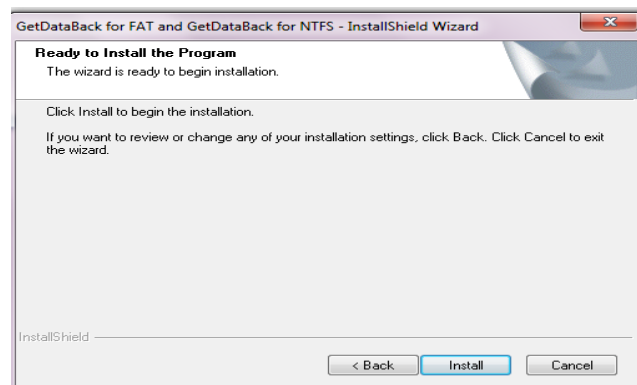 GetDataBack for FAT and GetDataBack for NTFS - InstallShield Wizard
Ready to Install the Program
The wizard is ready to begin installation.
Click Install to begin the installation.
If you want to review or change any of your installation settings, click Back. Click Cancel to exit
the wizard.
InstallShield
< Back Install Cancel